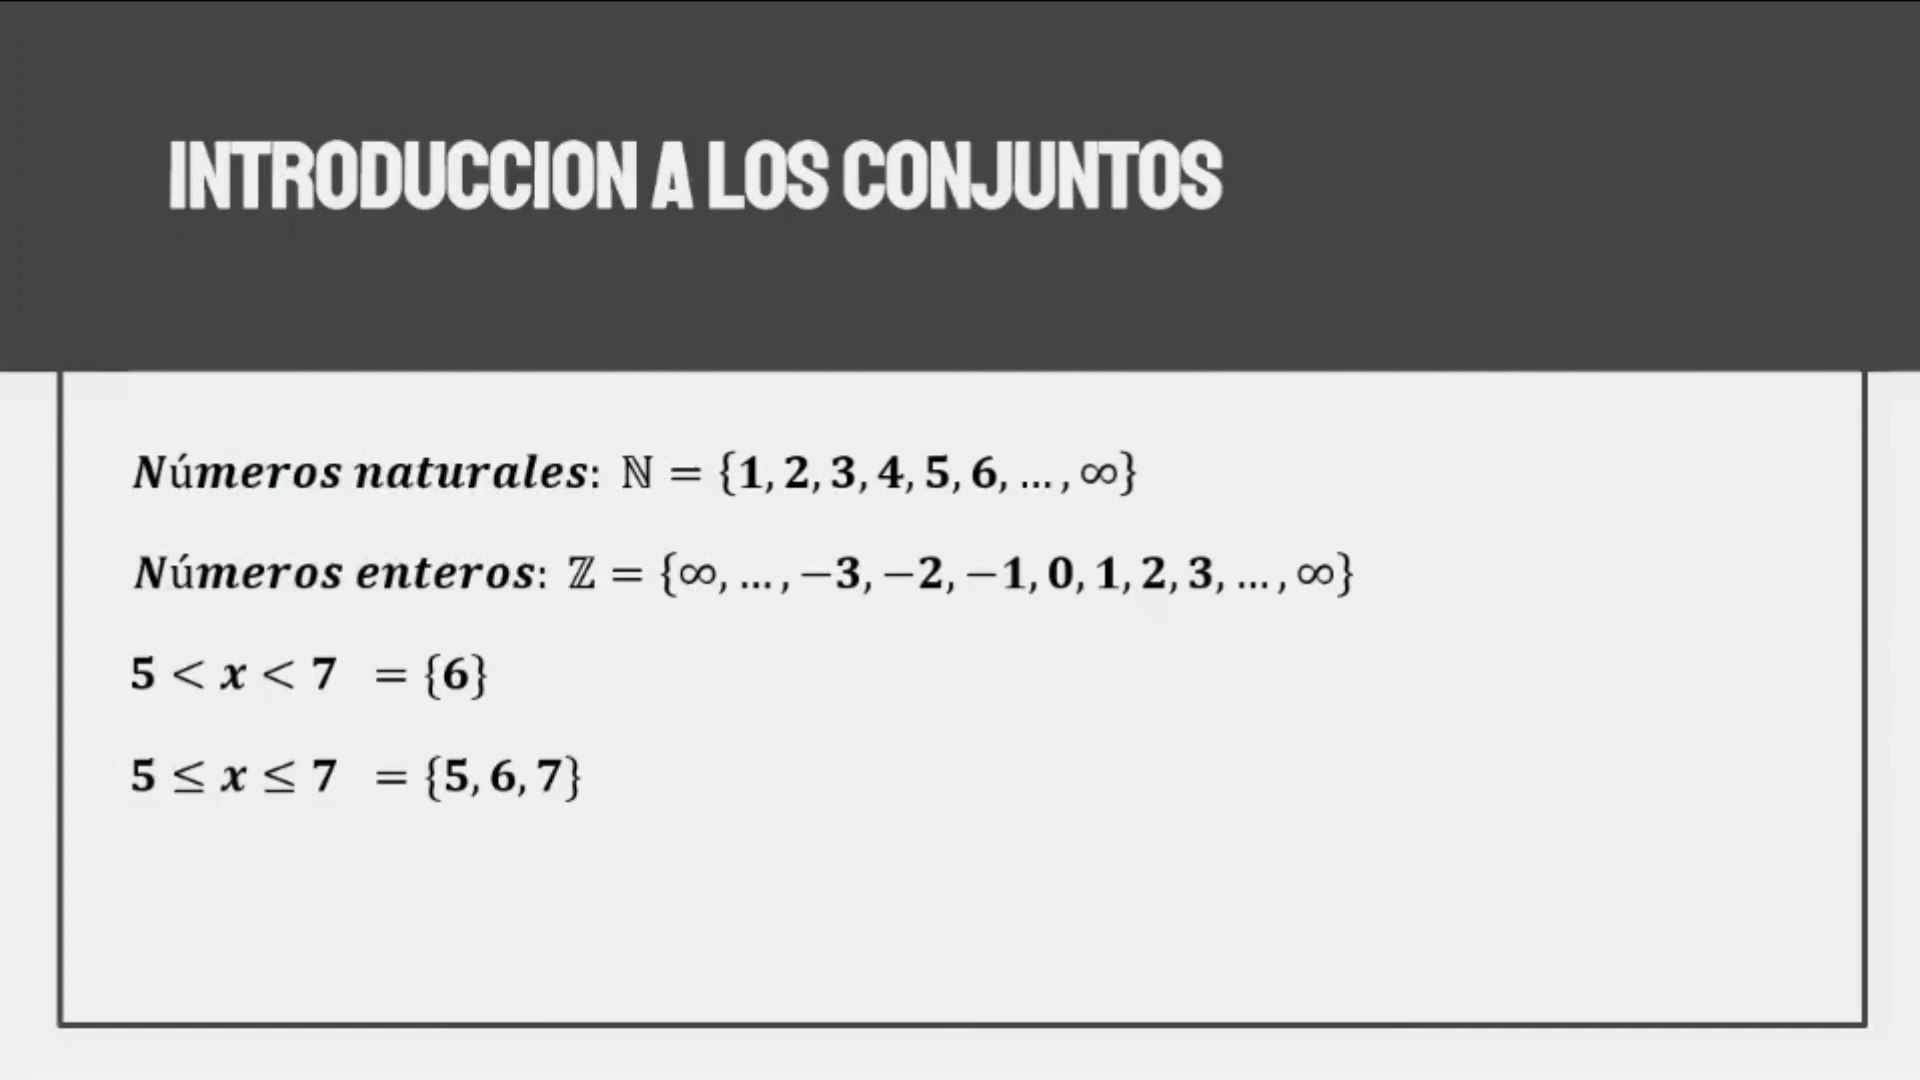 INTRODUCCION A LOS CONJUNTOS
Números naturales: ℕ = {1, 2, 3, 4, 5, 6, … , ∞}
Números enteros: ℤ = {∞, … , −3, −2, −1, 0, 1, 2, 3, … , ∞}
5 < x < 7 = {6}
5 ≤ x ≤ 7 = {5, 6, 7}